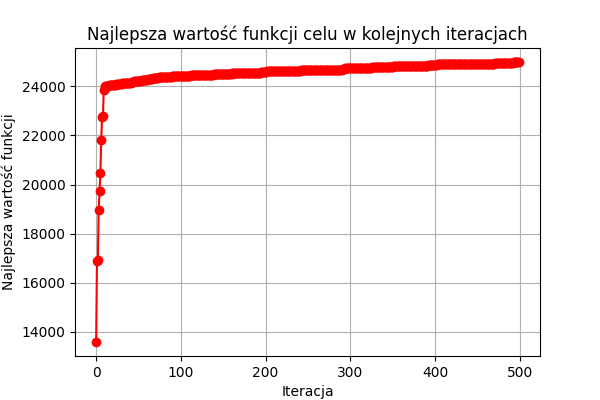 Najlepsza wartość funkcji celu w kolejnych iteracjach
Najlepsza wartość funkcji
24000
22000
20000
18000
16000
14000
0 100 200 300 400 500
Iteracja